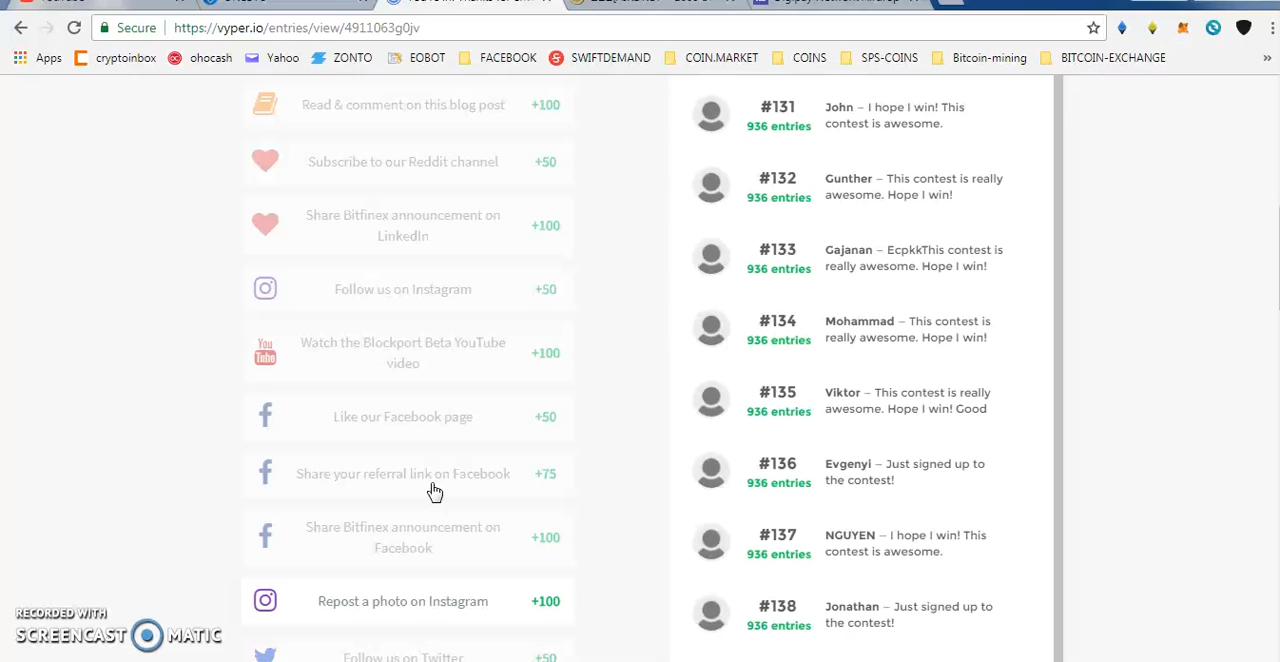 Secure https://vyper.io/entries/view/4911063g0jv
Apps cryptoinbox ohocash Yahoo ZONTO EOBOT FACEBOOK SWIFTDEMAND COIN.MARKET COINS SPS-COINS Bitcoin-mining BITCOIN-EXCHANGE »
Read & comment on this blog post +100
Subscribe to our Reddit channel +50
Share Bitfinex announcement on
LinkedIn +100
Follow us on Instagram +50
You
Tube
Watch the Blockport Beta YouTube
video +100
Like our Facebook page +50
Share your referral link on Facebook +75
Share Bitfinex announcement on
Facebook +100
Repost a photo on Instagram +100
Follow us on Twitter +50
#131 John – I hope I win! This
936 entries contest is awesome.
#132 Gunther – This contest is really
936 entries awesome. Hope I win!
#133 Gajanan – EcpkkThis contest is
936 entries really awesome. Hope I win!
#134 Mohammad – This contest is
936 entries really awesome. Hope I win!
#135 Viktor – This contest is really
936 entries awesome. Hope I win! Good
#136 Evgenyi – Just signed up to
936 entries the contest!
#137 NGUYEN – I hope I win! This
936 entries contest is awesome.
#138 Jonathan – Just signed up to
936 entries the contest!
RECORDED WITH
SCREENCAST MATIC